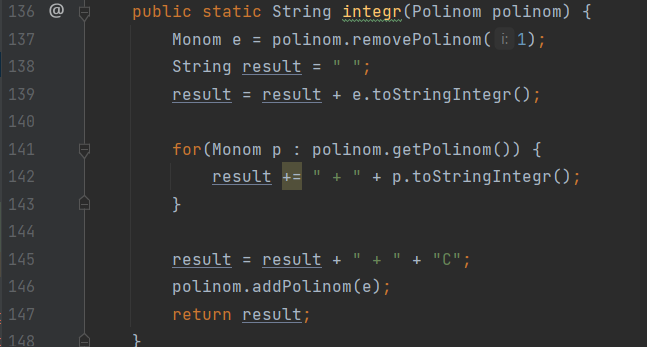 136 @ public static String integr(Polinom polinom) {
137 Monom e = polinom.removePolinom( i: 1);
138 String result = " ";
139 result = result + e.toStringIntegr();
140
141 for(Monom p : polinom.getPolinom()) {
142 result += " + " + p.toStringIntegr();
143 }
144
145 result = result + " + " + "C";
146 polinom.addPolinom(e);
147 return result;
148 }